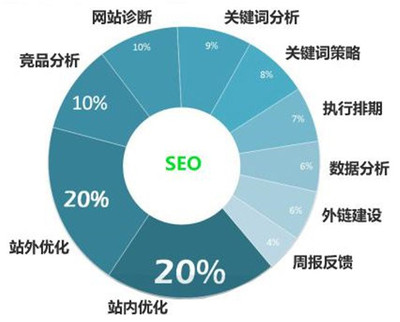 网站诊断
关键词分析
竞品分析
关键词策略
10%
9%
8%
10%
执行排期
7%
SEO
6%
数据分析
20%
6%
外链建设
4%
站外优化
周报反馈
20%
站内优化